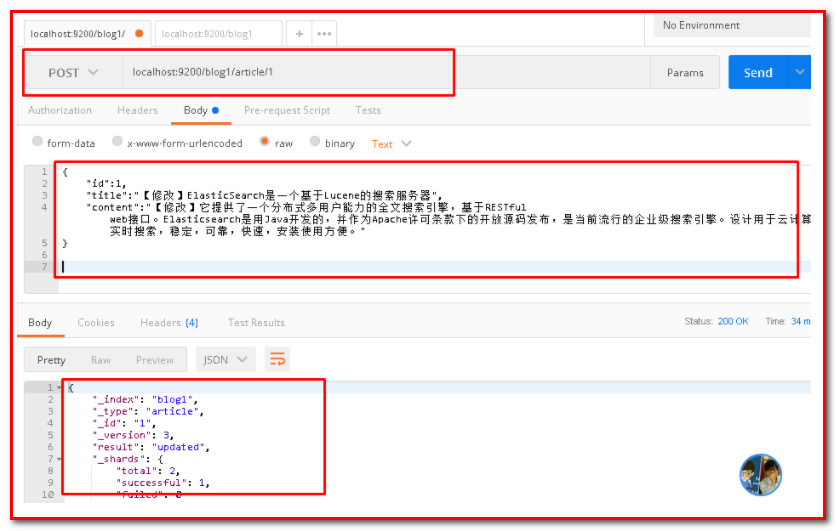 localhost:9200/blog1/
localhost:9200/blog1
+
•••
No Environment
POST
localhost:9200/blog1/article/1
Params
Send
Authorization
Headers
Body
Pre-request Script
Tests
form-data
x-www-form-urlencoded
raw
binary
Text
1 {
2 "id":1,
3 "title":"【修改】ElasticSearch是一个基于Lucene的搜索服务器",
4 "content":"【修改】它提供了一个分布式多用户能力的全文搜索引擎，基于RESTful
web接口。Elasticsearch是用Java开发的，并作为Apache许可条款下的开放源码发布，是当前流行的企业级搜索引擎。设计用于云计算
实时搜索，稳定，可靠，快速，安装使用方便。"
5 }
6
7
Body
Cookies
Headers (4)
Test Results
Status: 200 OK
Time: 34 m
Pretty
Raw
Preview
JSON
1 {
2 "_index": "blog1",
3 "_type": "article",
4 "_id": "1",
5 "_version": 3,
6 "result": "updated",
7 "_shards": {
8 "total": 2,
9 "successful": 1,
10 "failed": 0